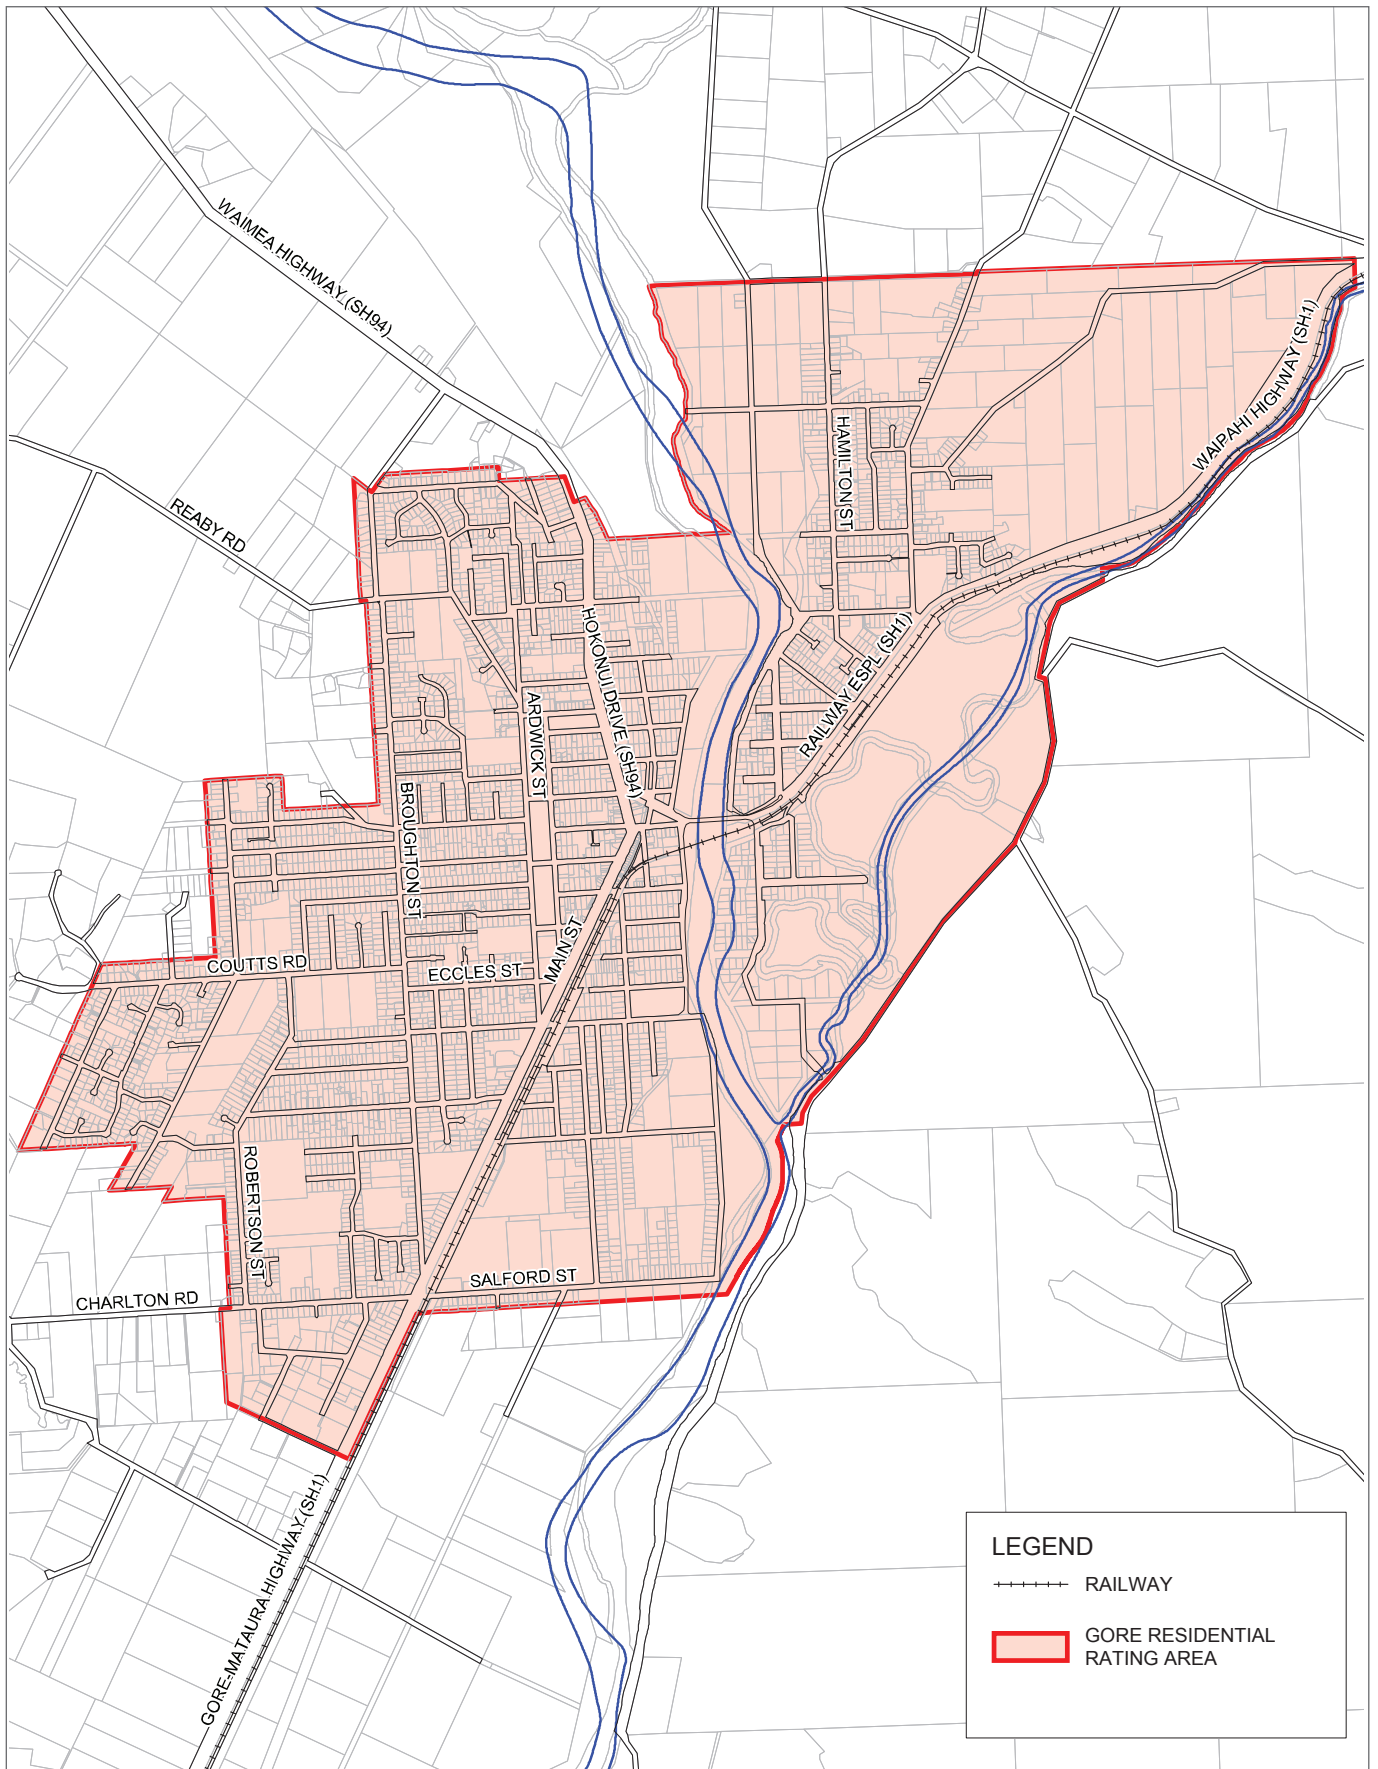 WAIMEA HIGHWAY (SH94)
WAIPAHI HIGHWAY (SH1)
HAMILTON ST
REABY RD
HOKONUI DRIVE (SH94)
RAILWAY ESPL (SH1)
ARDWICK ST
BROUGHTON ST
MAIN ST
COUTTS RD
ECCLES ST
ROBERTSON ST
SALFORD ST
CHARLTON RD
GORE-MATAURA HIGHWAY (SH1)
LEGEND
RAILWAY
GORE RESIDENTIAL
RATING AREA